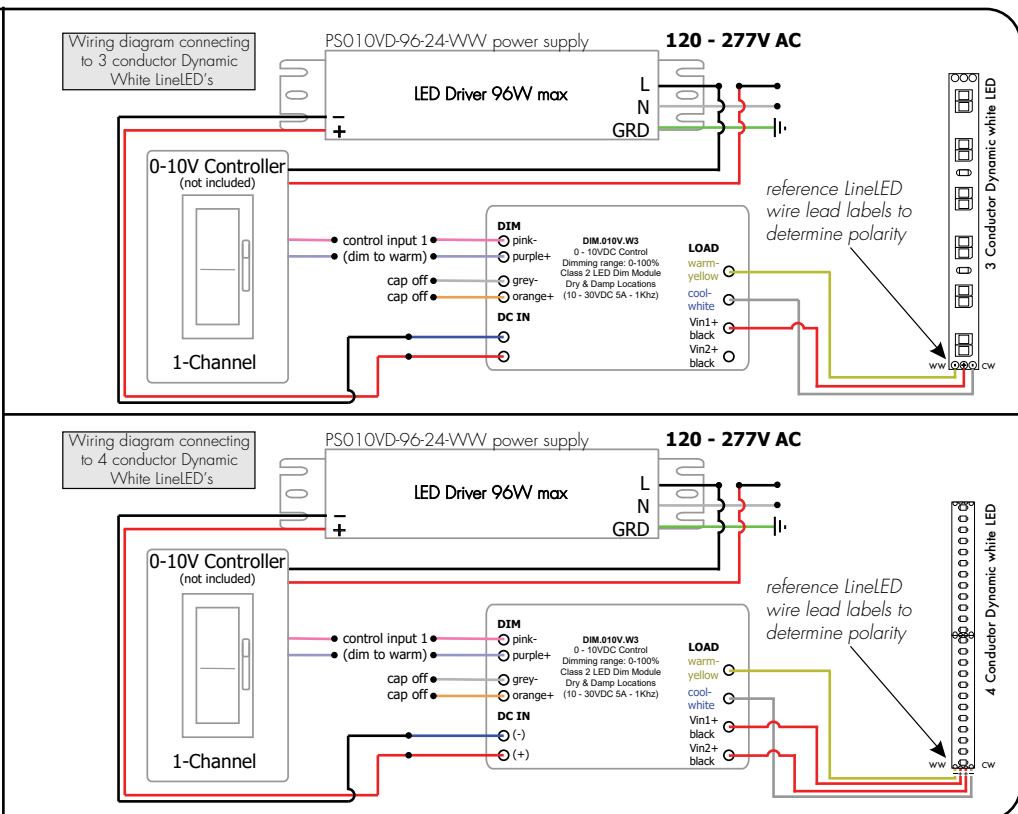 Wiring diagram connecting
to 3 conductor Dynamic
White LineLED's
PS010VD-96-24-WW power supply
120 - 277V AC
LED Driver 96W max
L
N
GRD
–
+
0-10V Controller
(not included)
1-Channel
control input 1
(dim to warm)
cap off
cap off
DIM
pink-
purple+
grey-
orange+
DC IN
DIM.010V.W3
0 - 10VDC Control
Dimming range: 0-100%
Class 2 LED Dim Module
Dry & Damp Locations
(10 - 30VDC 5A - 1Khz)
LOAD
warm-
yellow
cool-
white
Vin1+
black
Vin2+
black
reference LineLED
wire lead labels to
determine polarity
3 Conductor Dynamic white LED
WW
CW
Wiring diagram connecting
to 4 conductor Dynamic
White LineLED's
PS010VD-96-24-WW power supply
120 - 277V AC
LED Driver 96W max
L
N
GRD
–
+
0-10V Controller
(not included)
1-Channel
control input 1
(dim to warm)
cap off
cap off
DIM
pink-
purple+
grey-
orange+
DC IN
(-)
(+)
DIM.010V.W3
0 - 10VDC Control
Dimming range: 0-100%
Class 2 LED Dim Module
Dry & Damp Locations
(10 - 30VDC 5A - 1Khz)
LOAD
warm-
yellow
cool-
white
Vin1+
black
Vin2+
black
reference LineLED
wire lead labels to
determine polarity
4 Conductor Dynamic white LED
WW
CW